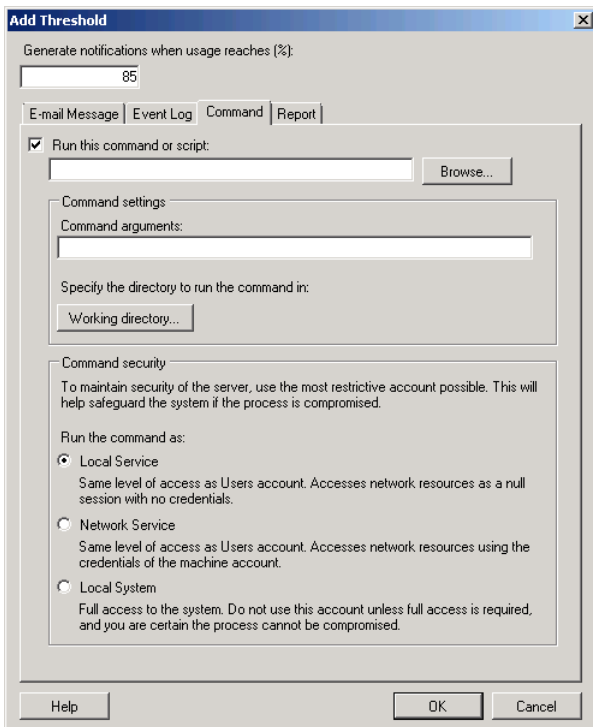 Add Threshold
Generate notifications when usage reaches (%):
85
E-mail Message
Event Log
Command
Report
Run this command or script:
Browse...
Command settings
Command arguments:
Specify the directory to run the command in:
Working directory...
Command security
To maintain security of the server, use the most restrictive account possible. This will
help safeguard the system if the process is compromised.
Run the command as:
Local Service
Same level of access as Users account. Accesses network resources as a null
session with no credentials.
Network Service
Same level of access as Users account. Accesses network resources using the
credentials of the machine account.
Local System
Full access to the system. Do not use this account unless full access is required,
and you are certain the process cannot be compromised.
Help
OK
Cancel